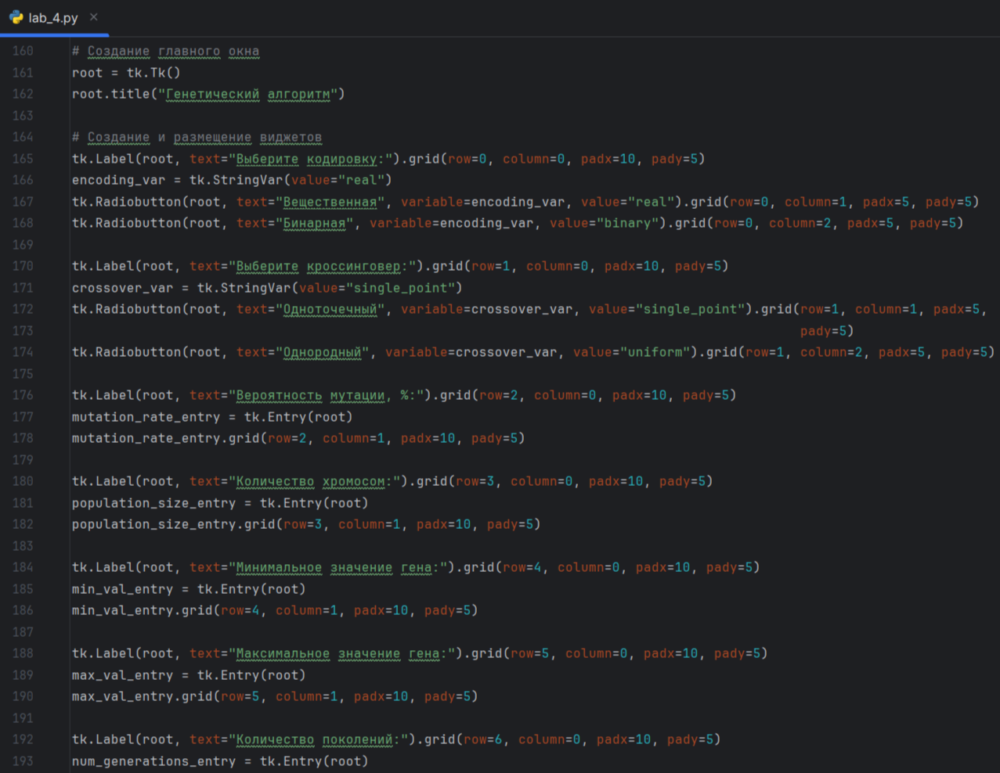 lab_4.py ×
160 # Создание главного окна
161 root = tk.Tk()
162 root.title("Генетический алгоритм")
163
164 # Создание и размещение виджетов
165 tk.Label(root, text="Выберите кодировку:").grid(row=0, column=0, padx=10, pady=5)
166 encoding_var = tk.StringVar(value="real")
167 tk.Radiobutton(root, text="Вещественная", variable=encoding_var, value="real").grid(row=0, column=1, padx=5, pady=5)
168 tk.Radiobutton(root, text="Бинарная", variable=encoding_var, value="binary").grid(row=0, column=2, padx=5, pady=5)
169
170 tk.Label(root, text="Выберите кроссинговер:").grid(row=1, column=0, padx=10, pady=5)
171 crossover_var = tk.StringVar(value="single_point")
172 tk.Radiobutton(root, text="Одноточечный", variable=crossover_var, value="single_point").grid(row=1, column=1, padx=5,
173 pady=5)
174 tk.Radiobutton(root, text="Однородный", variable=crossover_var, value="uniform").grid(row=1, column=2, padx=5, pady=5)
175
176 tk.Label(root, text="Вероятность мутации, %:").grid(row=2, column=0, padx=10, pady=5)
177 mutation_rate_entry = tk.Entry(root)
178 mutation_rate_entry.grid(row=2, column=1, padx=10, pady=5)
179
180 tk.Label(root, text="Количество хромосом:").grid(row=3, column=0, padx=10, pady=5)
181 population_size_entry = tk.Entry(root)
182 population_size_entry.grid(row=3, column=1, padx=10, pady=5)
183
184 tk.Label(root, text="Минимальное значение гена:").grid(row=4, column=0, padx=10, pady=5)
185 min_val_entry = tk.Entry(root)
186 min_val_entry.grid(row=4, column=1, padx=10, pady=5)
187
188 tk.Label(root, text="Максимальное значение гена:").grid(row=5, column=0, padx=10, pady=5)
189 max_val_entry = tk.Entry(root)
190 max_val_entry.grid(row=5, column=1, padx=10, pady=5)
191
192 tk.Label(root, text="Количество поколений:").grid(row=6, column=0, padx=10, pady=5)
193 num_generations_entry = tk.Entry(root)